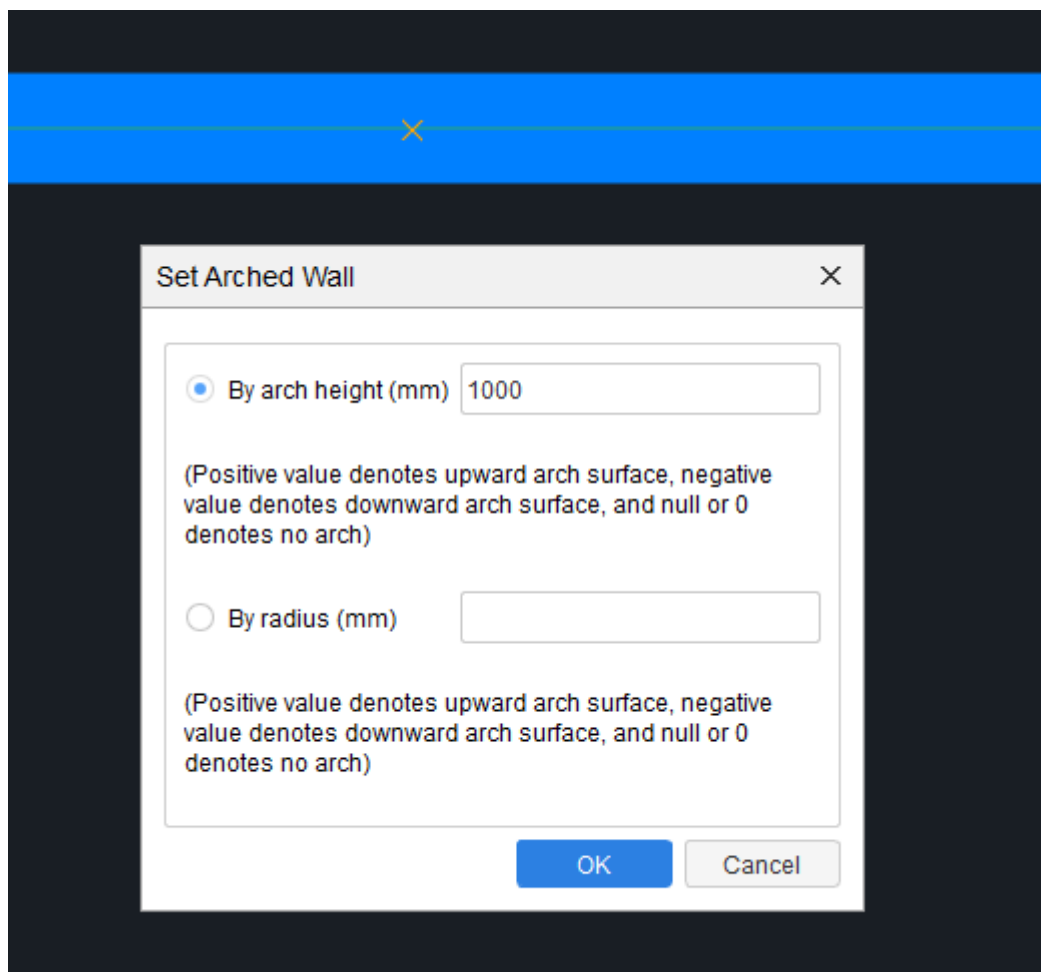 Set Arched Wall
By arch height (mm) 1000
(Positive value denotes upward arch surface, negative
value denotes downward arch surface, and null or 0
denotes no arch)
By radius (mm)
(Positive value denotes upward arch surface, negative
value denotes downward arch surface, and null or 0
denotes no arch)
OK Cancel